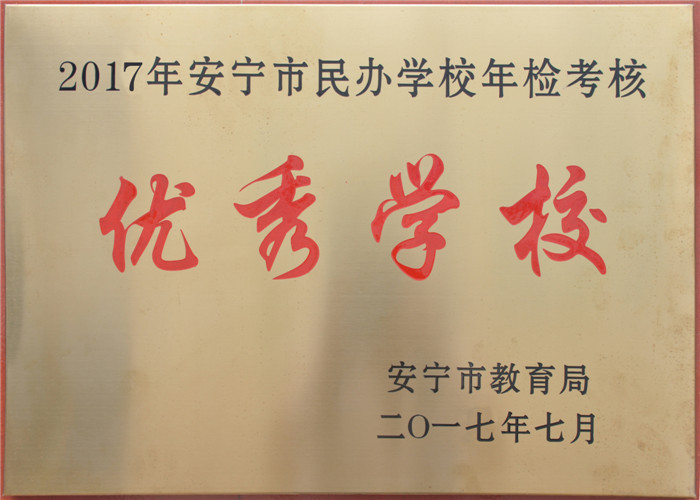 2017年安宁市民办学校年检考核
优秀学校
安宁市教育局
二〇一七年七月